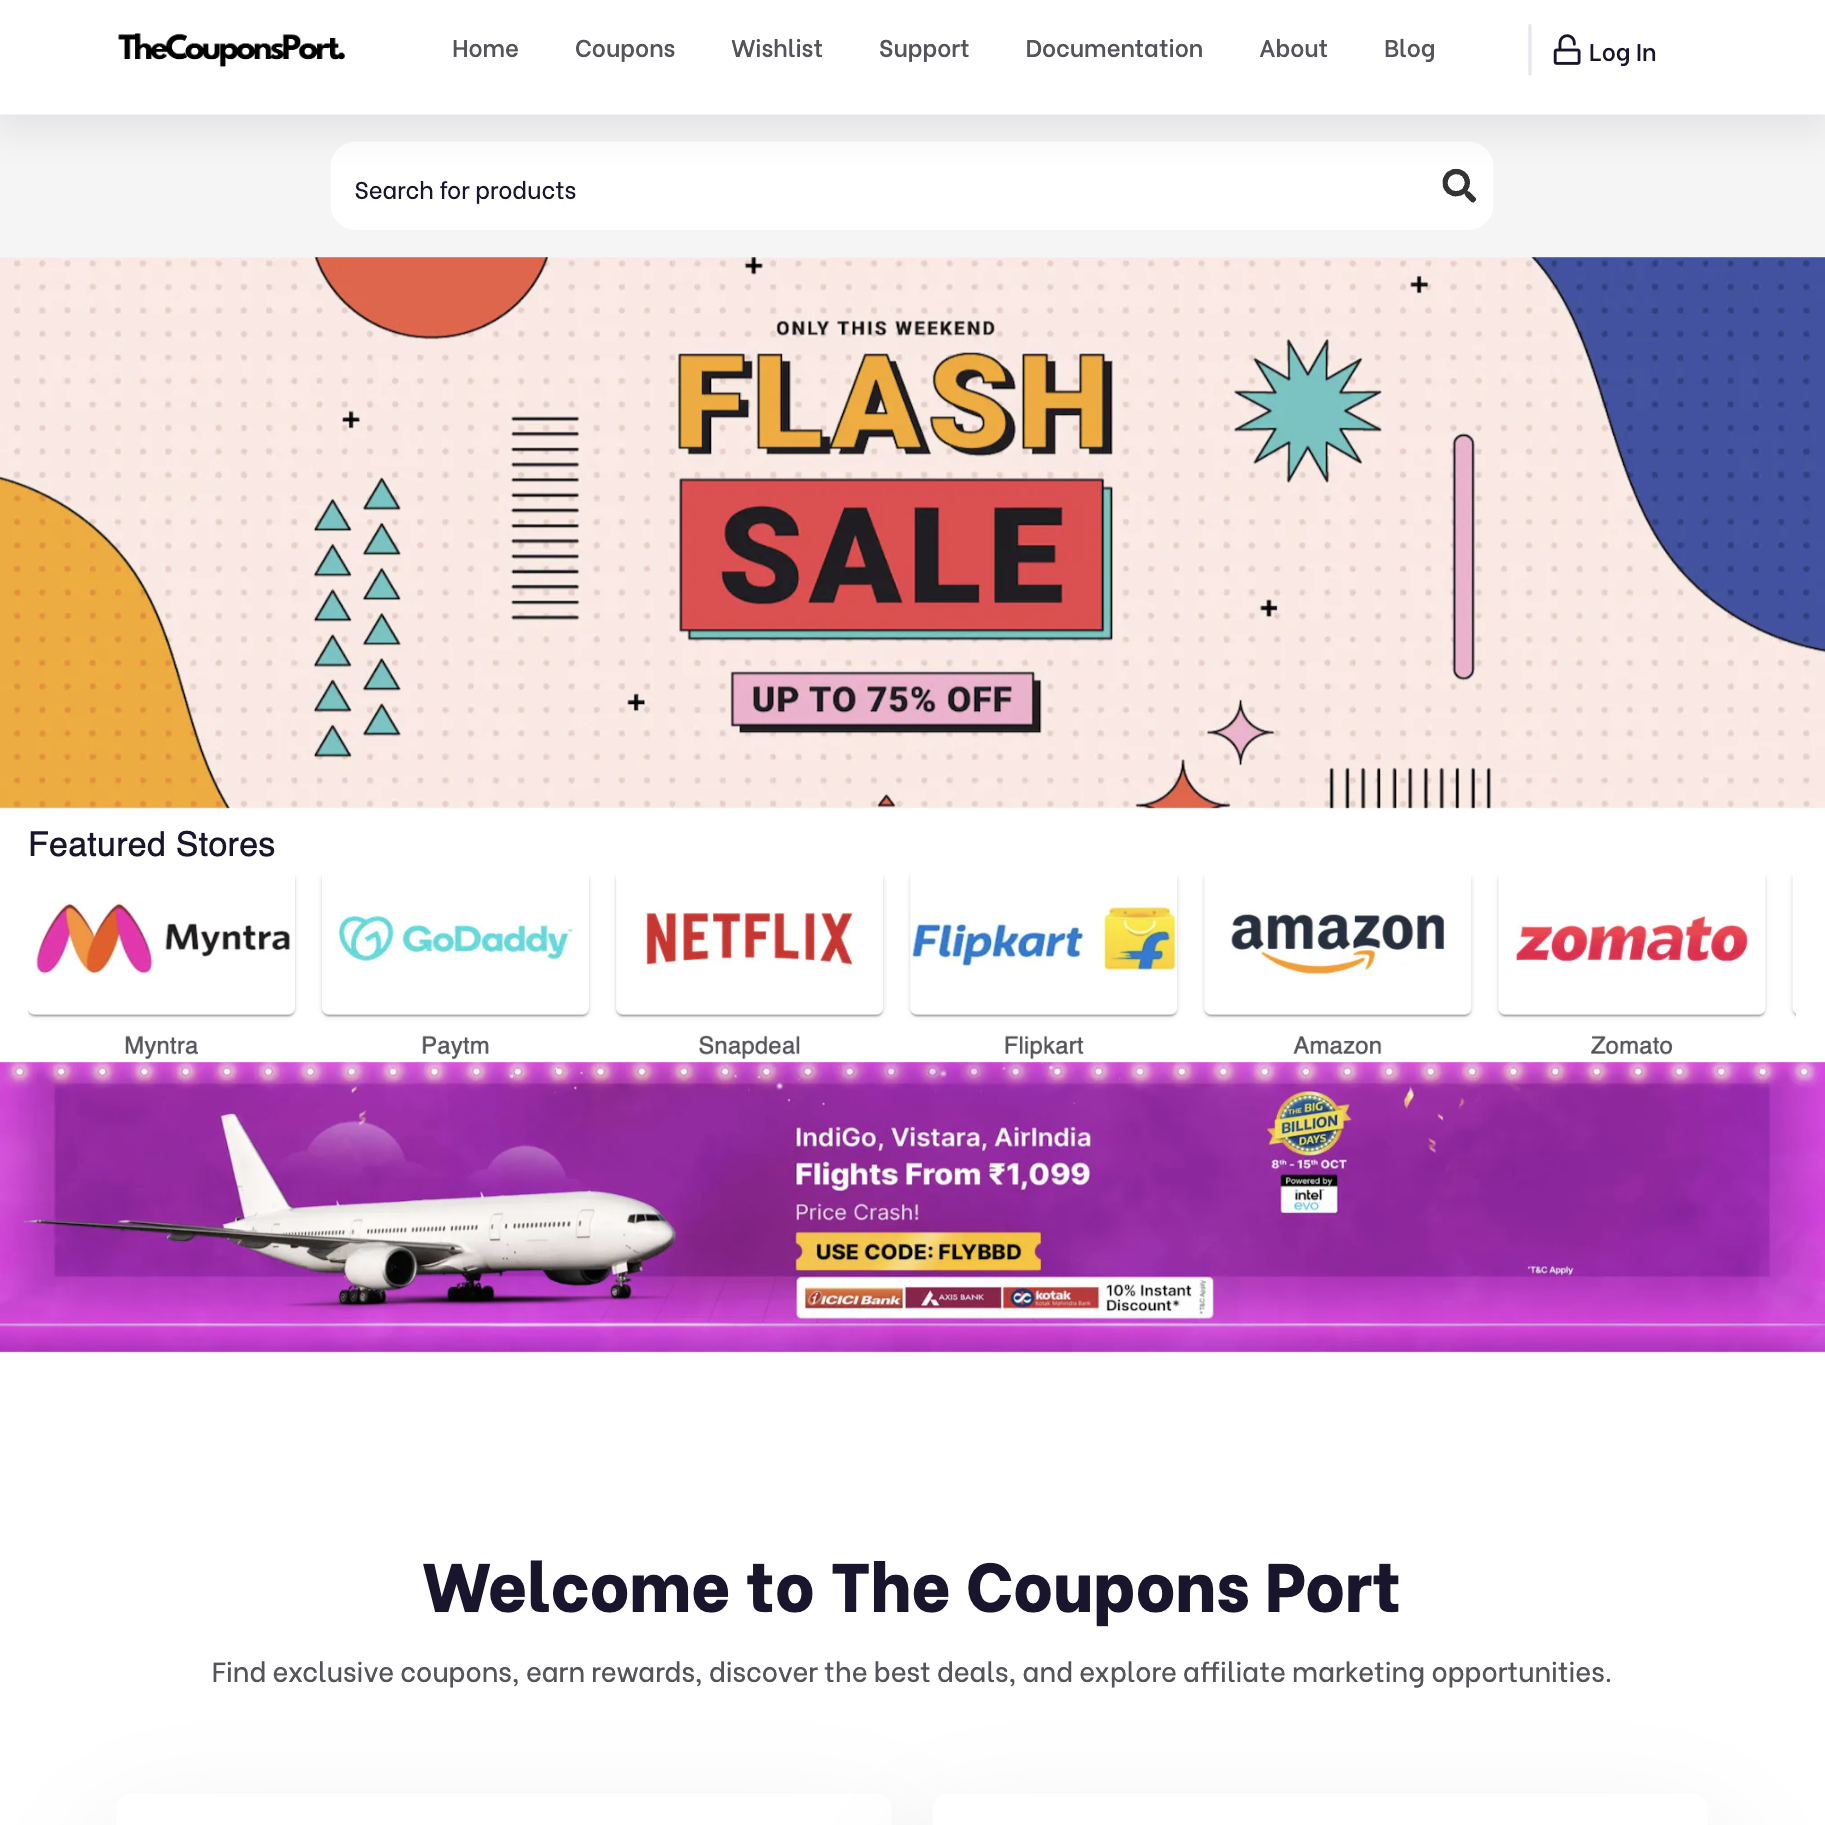 TheCouponsPort.
Home Coupons Wishlist Support Documentation About Blog Log In
Search for products
ONLY THIS WEEKEND
FLASH
SALE
UP TO 75% OFF
Featured Stores
Myntra GoDaddy NETFLIX Flipkart amazon zomato
Myntra Paytm Snapdeal Flipkart Amazon Zomato
IndiGo, Vistara, AirIndia
Flights From ₹1,099
Price Crash!
USE CODE: FLYBBD
ICICI Bank AXIS BANK kotak Kotak Mahindra Bank 10% Instant Discount* *T&C Apply
THE BIG
BILLION
DAYS
8th - 15th OCT
Powered by
intel
evo
*T&C Apply
Welcome to The Coupons Port
Find exclusive coupons, earn rewards, discover the best deals, and explore affiliate marketing opportunities.